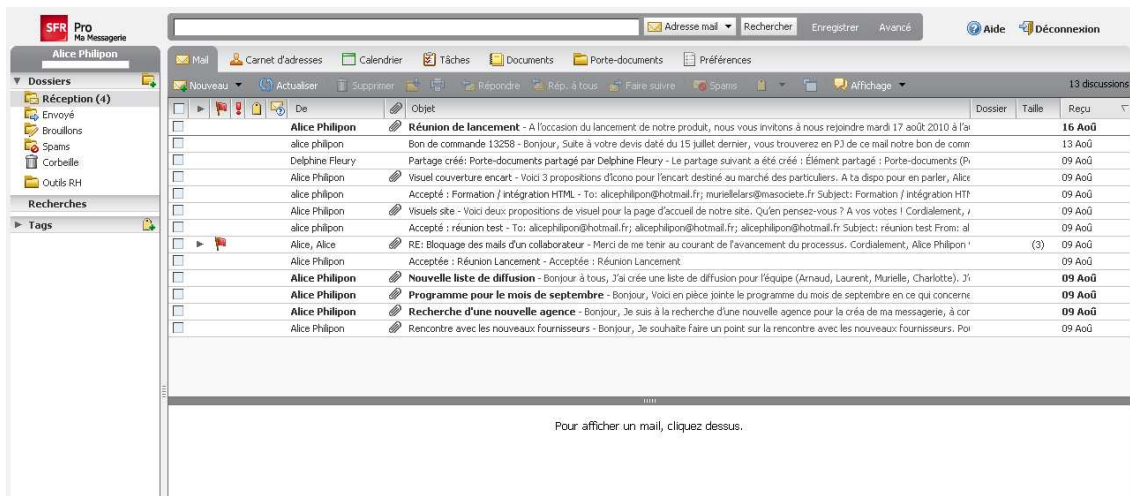 SFR Pro Ma Messagerie
Adresse mail Rechercher Enregistrer Avancé Aide Déconnexion
Alice Philipon
Mail Carnet d'adresses Calendrier Tâches Documents Porte-documents Préférences
Dossiers
Réception (4)
Envoyé
Brouillons
Spams
Corbeille
Outils RH
Recherches
Tags
Nouveau Actualiser Supprimer Répondre Rép. à tous Faire suivre Spams Affichage 13 discussions
De Objet Dossier Taille Reçu
Alice Philipon Réunion de lancement - A l'occasion du lancement de notre produit, nous vous invitons à nous rejoindre mardi 17 août 2010 à l'a 16 Aoû
alice philipon Bon de commande 13258 - Bonjour, Suite à votre devis daté du 15 juillet dernier, vous trouverez en PJ de ce mail notre bon de comm 13 Aoû
Delphine Fleury Partage créé: Porte-documents partagé par Delphine Fleury - Le partage suivant a été créé : Élément partagé : Porte-documents (P 09 Aoû
Alice Philipon Visuel couverture encart - Voici 3 propositions d'icono pour l'encart destiné au marché des particuliers. A ta dispo pour en parler, Alice 09 Aoû
alice philipon Accepté : Formation / intégration HTML - To: alicephilipon@hotmail.fr; muriellelars@masociete.fr Subject: Formation / intégration HTM 09 Aoû
Alice Philipon Visuels site - Voici deux propositions de visuel pour la page d'accueil de notre site. Qu'en pensez-vous ? A vos votes ! Cordialement, 09 Aoû
alice philipon Accepté : réunion test - To: alicephilipon@hotmail.fr; alicephilipon@hotmail.fr; alicephilipon@hotmail.fr Subject: réunion test From: al 09 Aoû
Alice, Alice RE: Bloquage des mails d'un collaborateur - Merci de me tenir au courant de l'avancement du processus. Cordialement, Alice Philipon (3) 09 Aoû
Alice Philipon Acceptée : Réunion Lancement - Acceptée : Réunion Lancement 09 Aoû
Alice Philipon Nouvelle liste de diffusion - Bonjour à tous, J'ai crée une liste de diffusion pour l'équipe (Arnaud, Laurent, Murielle, Charlotte). J' 09 Aoû
Alice Philipon Programme pour le mois de septembre - Bonjour, Voici en pièce jointe le programme du mois de septembre en ce qui concerne 09 Aoû
Alice Philipon Recherche d'une nouvelle agence - Bonjour, Je suis à la recherche d'une nouvelle agence pour la créa de ma messagerie, à cor 09 Aoû
Alice Philipon Rencontre avec les nouveaux fournisseurs - Bonjour, Je souhaite faire un point sur la rencontre avec les nouveaux fournisseurs. Pou 09 Aoû
Pour afficher un mail, cliquez dessus.